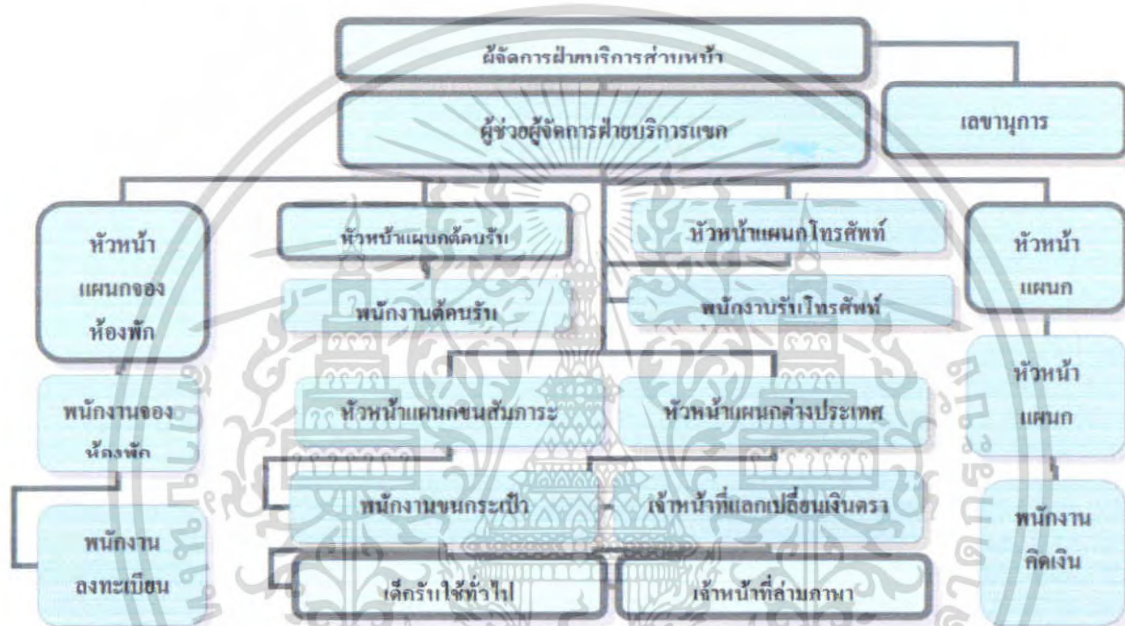 ผู้จัดการฝ่ายบริการส่วนหน้า
ผู้ช่วยผู้จัดการฝ่ายบริการแขก
เลขานุการ
หัวหน้า
แผนกจอง
ห้องพัก
หัวหน้าแผนกต้อนรับ
หัวหน้าแผนกโทรศัพท์
หัวหน้า
แผนก
พนักงานต้อนรับ
พนักงานรับโทรศัพท์
พนักงานจอง
ห้องพัก
หัวหน้าแผนกขนสัมภาระ
หัวหน้าแผนกต่างประเทศ
หัวหน้า
แผนก
พนักงาน
ลงทะเบียน
พนักงานขนกระเป๋า
เจ้าหน้าที่แลกเปลี่ยนเงินตรา
พนักงาน
คิดเงิน
เด็กรับใช้ทั่วไป
เจ้าหน้าที่ล่ามภาษา